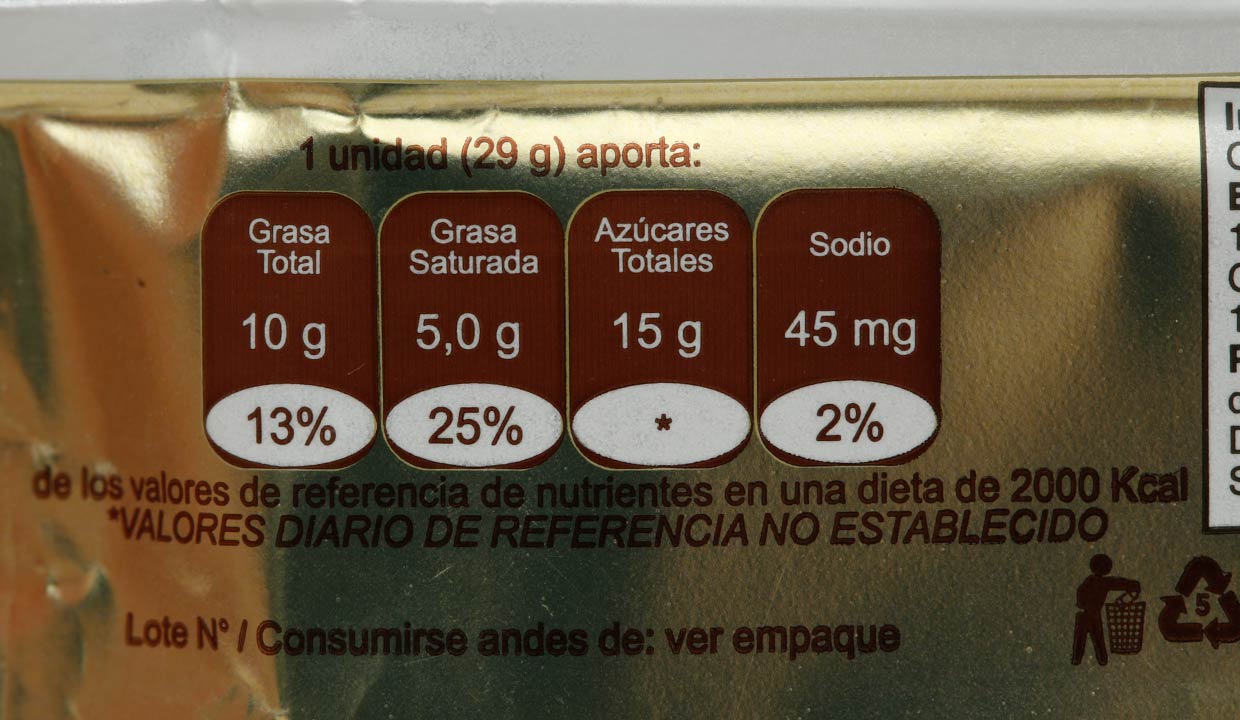 1 unidad (29 g) aporta:
Grasa
Total
10 g
13%
Grasa
Saturada
5,0 g
25%
Azúcares
Totales
15 g
*
Sodio
45 mg
2%
de los valores de referencia de nutrientes en una dieta de 2000 Kcal
*VALORES DIARIO DE REFERENCIA NO ESTABLECIDO
Lote N° / Consumirse andes de: ver empaque
5